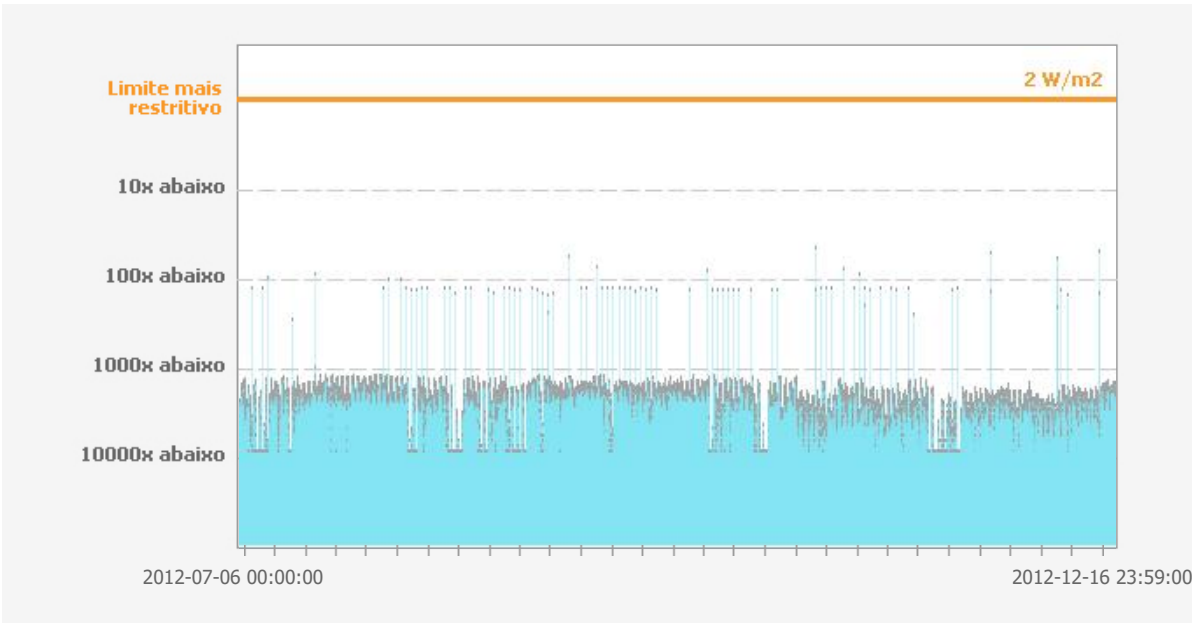 2 W/m2
Limite mais
restritivo
10x abaixo
100x abaixo
1000x abaixo
10000x abaixo
2012-07-06 00:00:00
2012-12-16 23:59:00